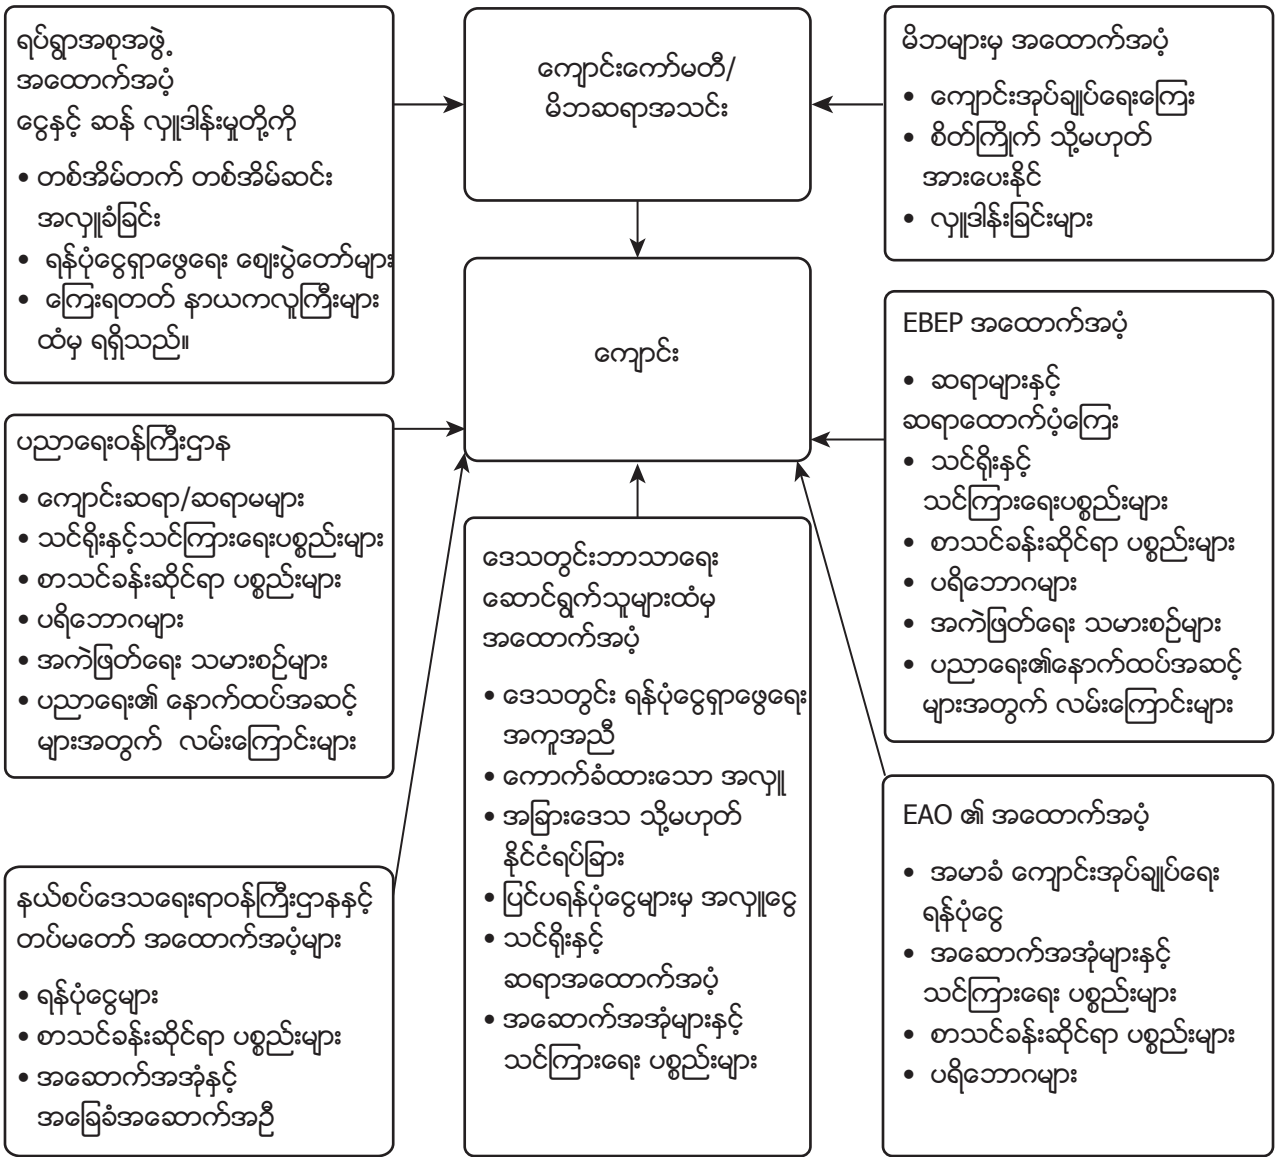 ရပ်ရွာအစုအဖွဲ့
အထောက်အပံ့
ငွေနှင့် ဆန် လှူဒါန်းမှုတို့ကို
• တစ်အိမ်တက် တစ်အိမ်ဆင်း
အလှူခံခြင်း
• ရန်ပုံငွေရှာဖွေရေး ဈေးပွဲတော်များ
• ကြေးရတတ် နာယကလူကြီးများ
ထံမှ ရရှိသည်။
ကျောင်းကော်မတီ/
မိဘဆရာအသင်း
မိဘများမှ အထောက်အပံ့
• ကျောင်းအုပ်ချုပ်ရေးကြေး
• စိတ်ကြိုက် သို့မဟုတ်
အားပေးနိုင်
• လှူဒါန်းခြင်းများ
ကျောင်း
EBEP အထောက်အပံ့
• ဆရာများနှင့်
ဆရာထောက်ပံ့ကြေး
• သင်ရိုးနှင့်
သင်ကြားရေးပစ္စည်းများ
• စာသင်ခန်းဆိုင်ရာ ပစ္စည်းများ
• ပရိဘောဂများ
• အကဲဖြတ်ရေး သမားစဉ်များ
• ပညာရေး၏နောက်ထပ်အဆင့်
များအတွက် လမ်းကြောင်းများ
ပညာရေးဝန်ကြီးဌာန
• ကျောင်းဆရာ/ဆရာမများ
• သင်ရိုးနှင့်သင်ကြားရေးပစ္စည်းများ
• စာသင်ခန်းဆိုင်ရာ ပစ္စည်းများ
• ပရိဘောဂများ
• အကဲဖြတ်ရေး သမားစဉ်များ
• ပညာရေး၏ နောက်ထပ်အဆင့်
များအတွက် လမ်းကြောင်းများ
ဒေသတွင်းဘာသာရေး
ဆောင်ရွက်သူများထံမှ
အထောက်အပံ့
• ဒေသတွင်း ရန်ပုံငွေရှာဖွေရေး
အကူအညီ
• ကောက်ခံထားသော အလှူ
• အခြားဒေသ သို့မဟုတ်
နိုင်ငံရပ်ခြား
• ပြင်ပရန်ပုံငွေများမှ အလှူငွေ
• သင်ရိုးနှင့်
ဆရာအထောက်အပံ့
• အဆောက်အအုံများနှင့်
သင်ကြားရေး ပစ္စည်းများ
နယ်စပ်ဒေသရေးရာဝန်ကြီးဌာနနှင့်
တပ်မတော် အထောက်အပံ့များ
• ရန်ပုံငွေများ
• စာသင်ခန်းဆိုင်ရာ ပစ္စည်းများ
• အဆောက်အအုံနှင့်
အခြေခံအဆောက်အဦ
EAO ၏ အထောက်အပံ့
• အမာခံ ကျောင်းအုပ်ချုပ်ရေး
ရန်ပုံငွေ
• အဆောက်အအုံများနှင့်
သင်ကြားရေး ပစ္စည်းများ
• စာသင်ခန်းဆိုင်ရာ ပစ္စည်းများ
• ပရိဘောဂများ